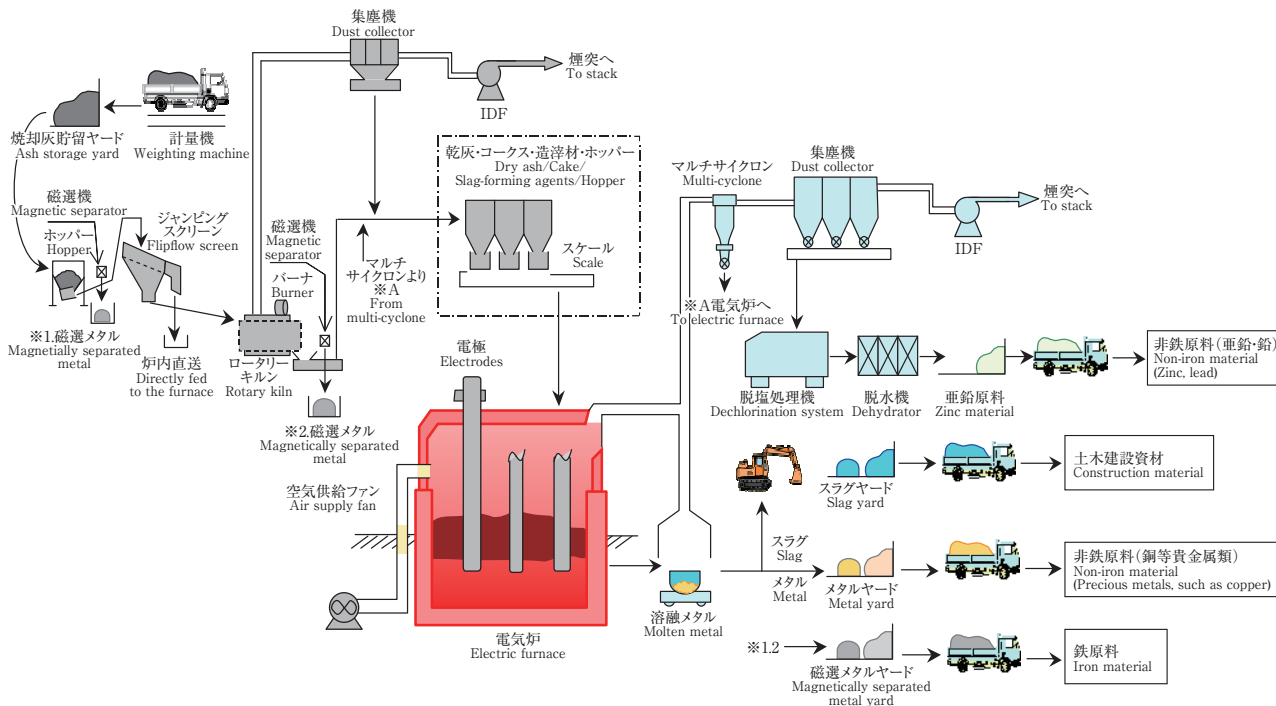 集塵機
Dust collector
煙突へ
To stack
IDF
焼却灰貯留ヤード
Ash storage yard
計量機
Weighting machine
乾灰・コークス・造滓材・ホッパー
Dry ash/Cake/
Slag-forming agents/Hopper
スケール
Scale
マルチサイクロン
Multi-cyclone
集塵機
Dust collector
煙突へ
To stack
IDF
磁選機
Magnetic separator
ホッパー
Hopper
ジャンピング
スクリーン
Flipflow screen
磁選機
Magnetic
separator
バーナ
Burner
マルチ
サイクロンより
※A
From
multi-cyclone
※A電気炉へ
To electric furnace
※1.磁選メタル
Magnetially separated
metal
炉内直送
Directly fed
to the furnace
ロータリー
キルン
Rotary kiln
※2.磁選メタル
Magnetically separated
metal
電極
Electrodes
脱塩処理機
Dechlorination system
脱水機
Dehydrator
亜鉛原料
Zinc material
非鉄原料(亜鉛・鉛)
Non-iron material
(Zinc, lead)
空気供給ファン
Air supply fan
スラグヤード
Slag yard
土木建設資材
Construction material
スラグ
Slag
メタル
Metal
メタルヤード
Metal yard
非鉄原料(銅等貴金属類)
Non-iron material
(Precious metals, such as copper)
溶融メタル
Molten metal
電気炉
Electric furnace
※1.2
磁選メタルヤード
Magnetically separated
metal yard
鉄原料
Iron material